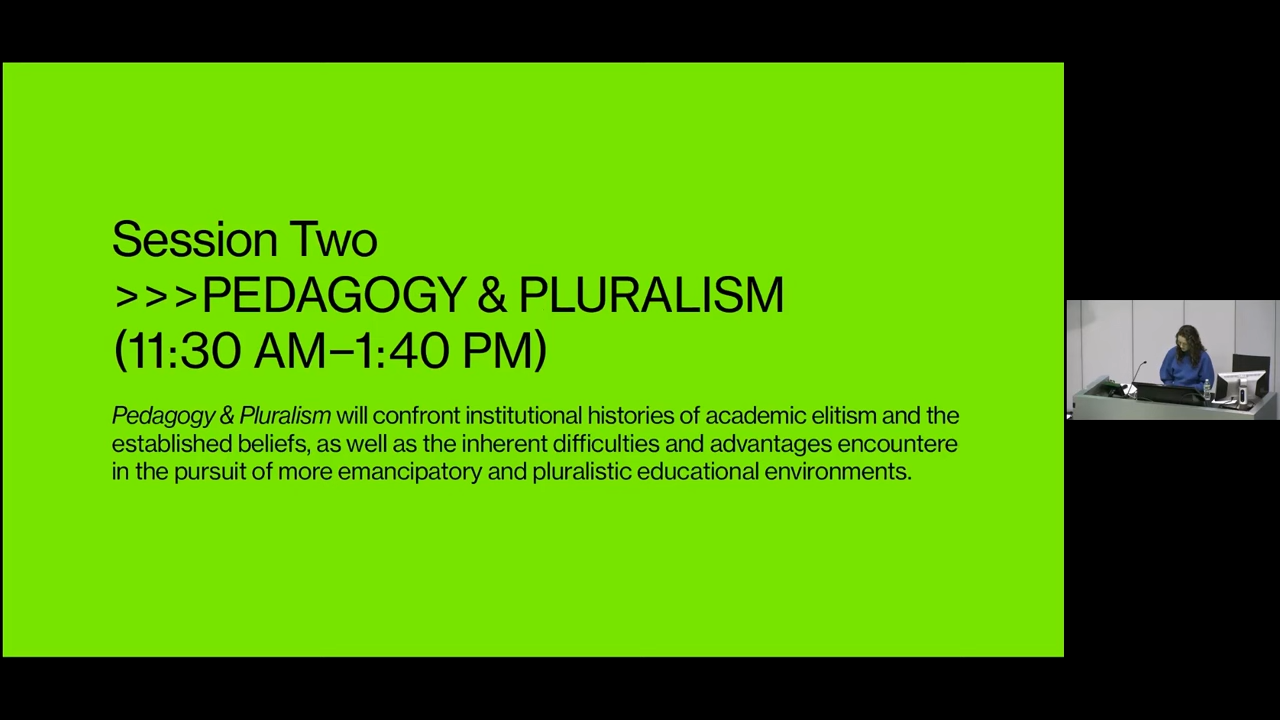 Session Two
>>>PEDAGOGY & PLURALISM
(11:30 AM–1:40 PM)
Pedagogy & Pluralism will confront institutional histories of academic elitism and the
established beliefs, as well as the inherent difficulties and advantages encountere
in the pursuit of more emancipatory and pluralistic educational environments.